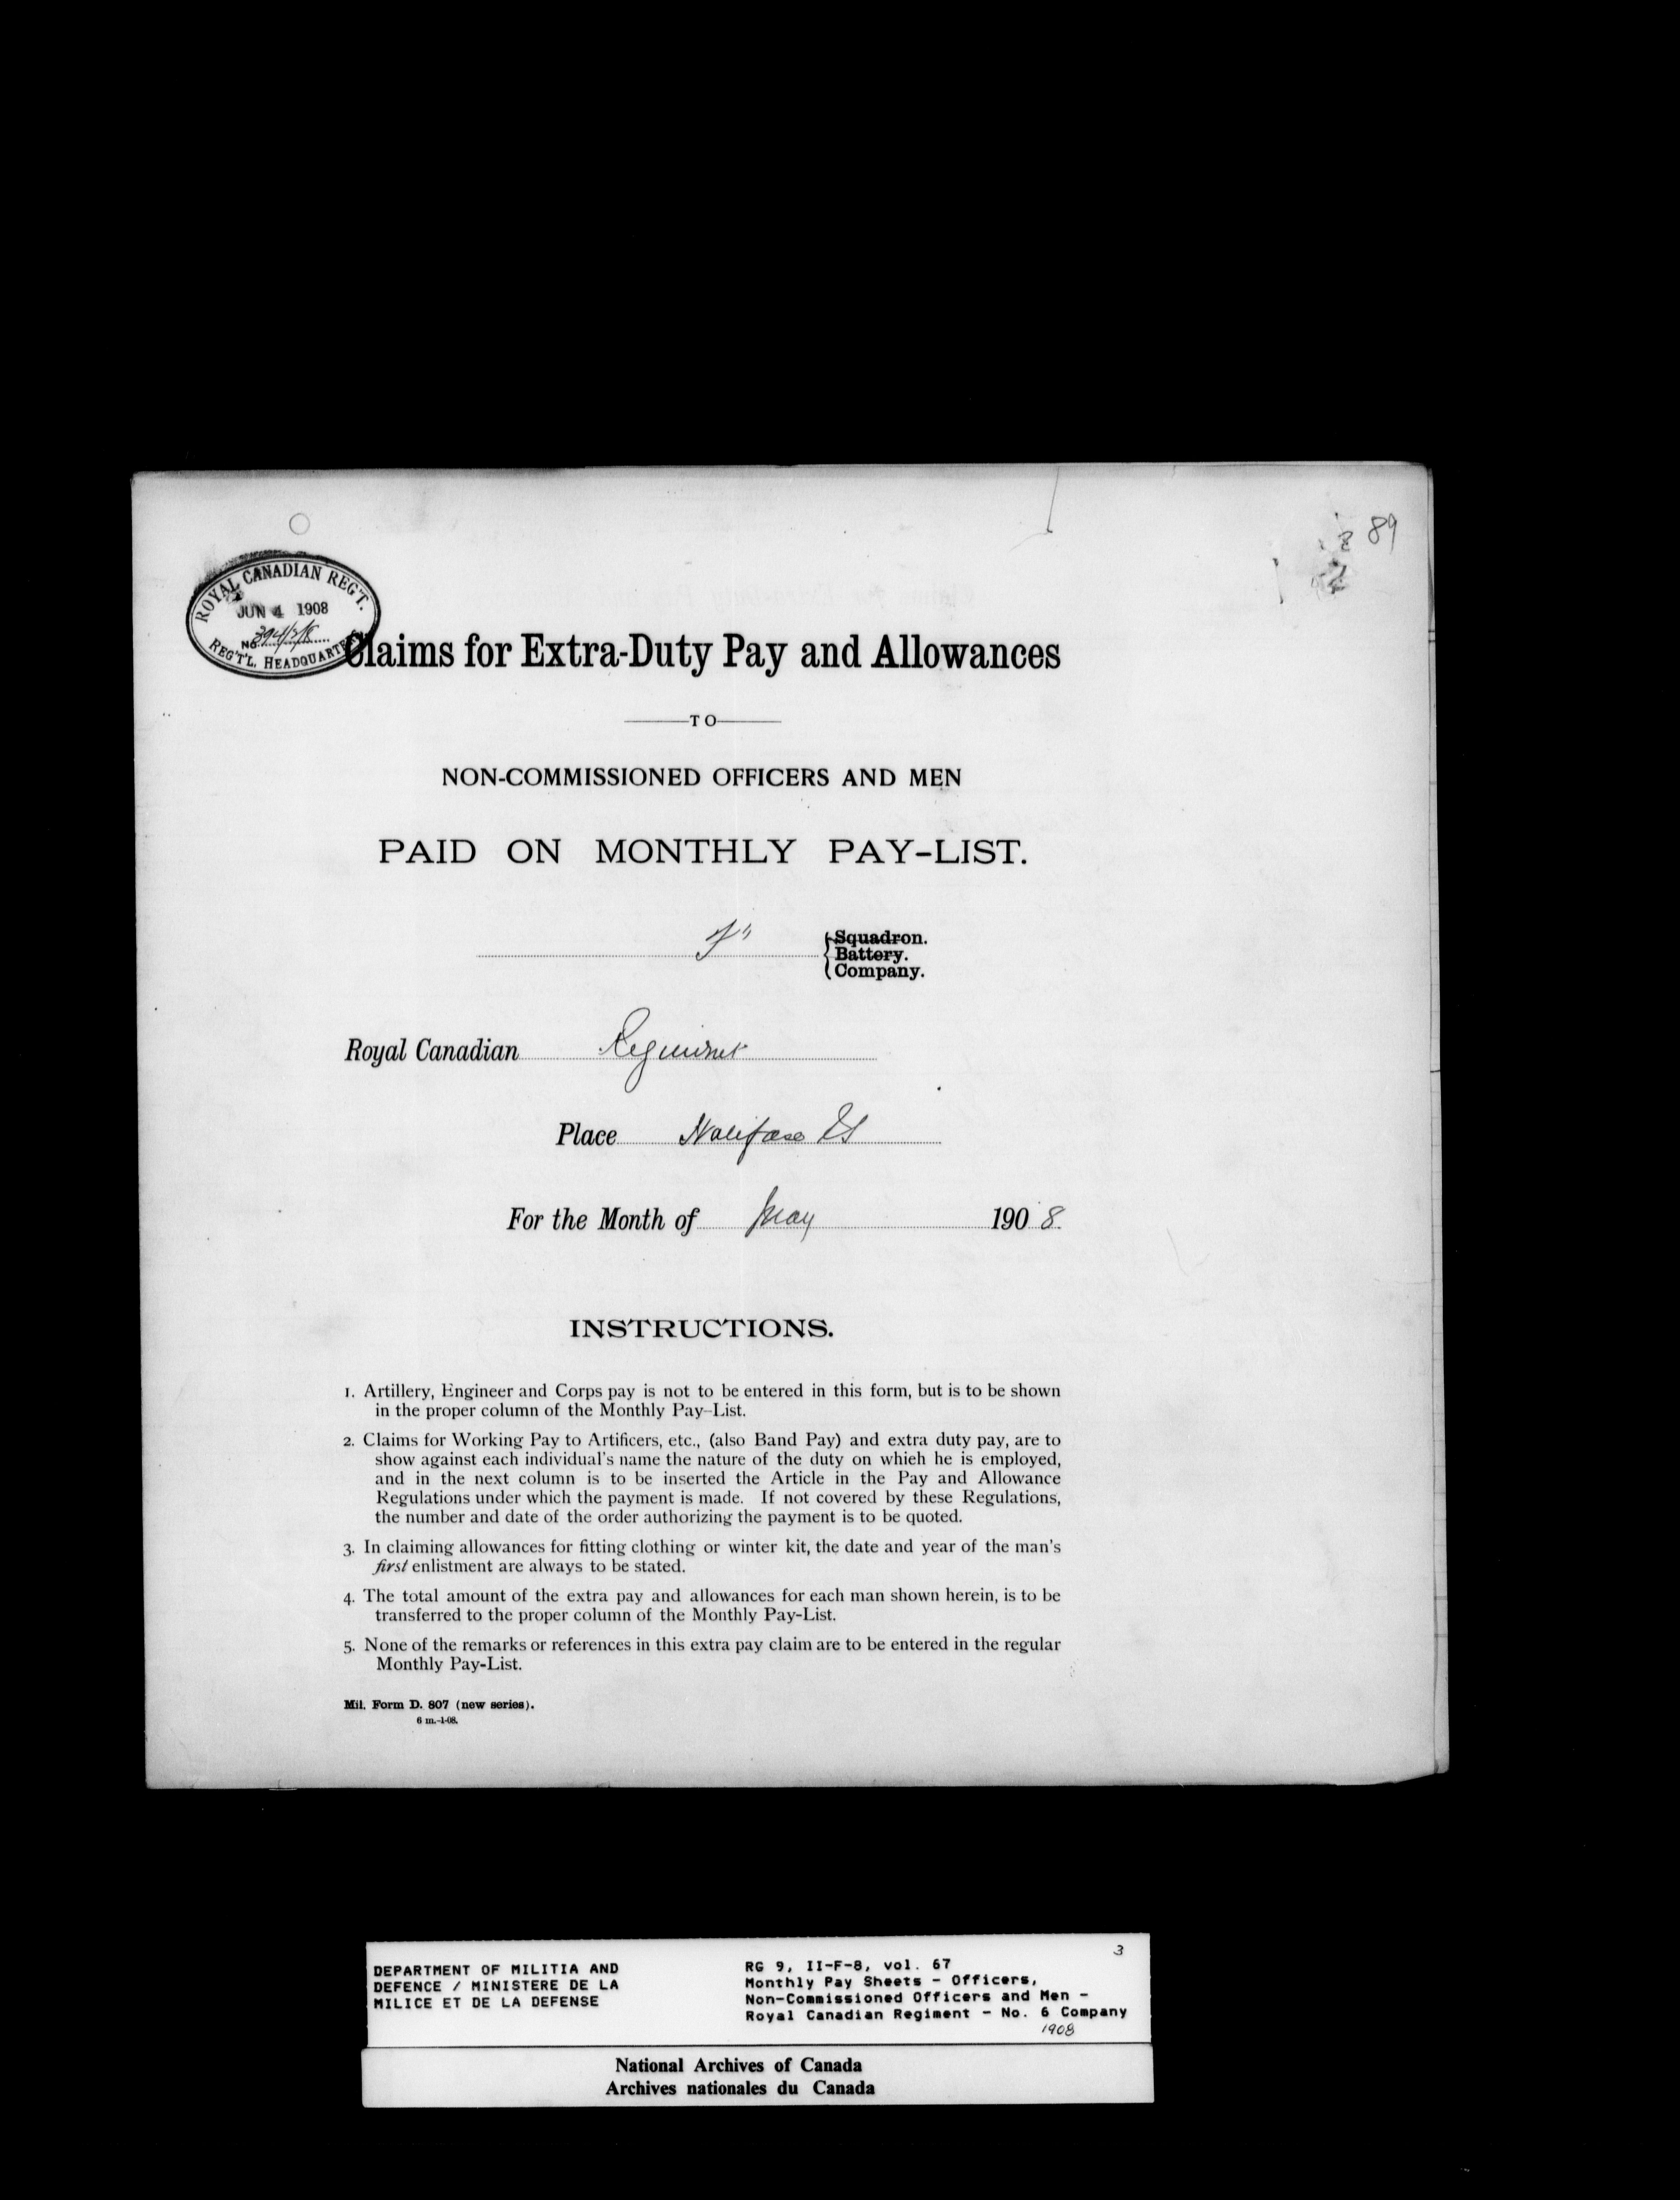 89
ROYAL CANADIAN REG'T.
JUN 4 1908
No.
REG'T'L. HEADQUARTERS
Claims for Extra-Duty Pay and Allowances
TO
NON-COMMISSIONED OFFICERS AND MEN
PAID ON MONTHLY PAY-LIST.
Squadron.
Battery.
Company.
Royal Canadian Regiment
Place Halifax NS
For the Month of May 1908
INSTRUCTIONS.
1. Artillery, Engineer and Corps pay is not to be entered in this form, but is to be shown
in the proper column of the Monthly Pay-List.
2. Claims for Working Pay to Artificers, etc., (also Band Pay) and extra duty pay, are to
show against each individual's name the nature of the duty on which he is employed,
and in the next column is to be inserted the Article in the Pay and Allowance
Regulations under which the payment is made. If not covered by these Regulations,
the number and date of the order authorizing the payment is to be quoted.
3. In claiming allowances for fitting clothing or winter kit, the date and year of the man's
first enlistment are always to be stated.
4. The total amount of the extra pay and allowances for each man shown herein, is to be
transferred to the proper column of the Monthly Pay-List.
5. None of the remarks or references in this extra pay claim are to be entered in the regular
Monthly Pay-List.
Mil. Form D. 807 (new series).
6 m.-1-08.
3
DEPARTMENT OF MILITIA AND
DEFENCE / MINISTERE DE LA
MILICE ET DE LA DEFENSE
RG 9, II-F-8, vol. 67
Monthly Pay Sheets - Officers,
Non-Commissioned Officers and Men -
Royal Canadian Regiment - No. 6 Company
1908
National Archives of Canada
Archives nationales du Canada